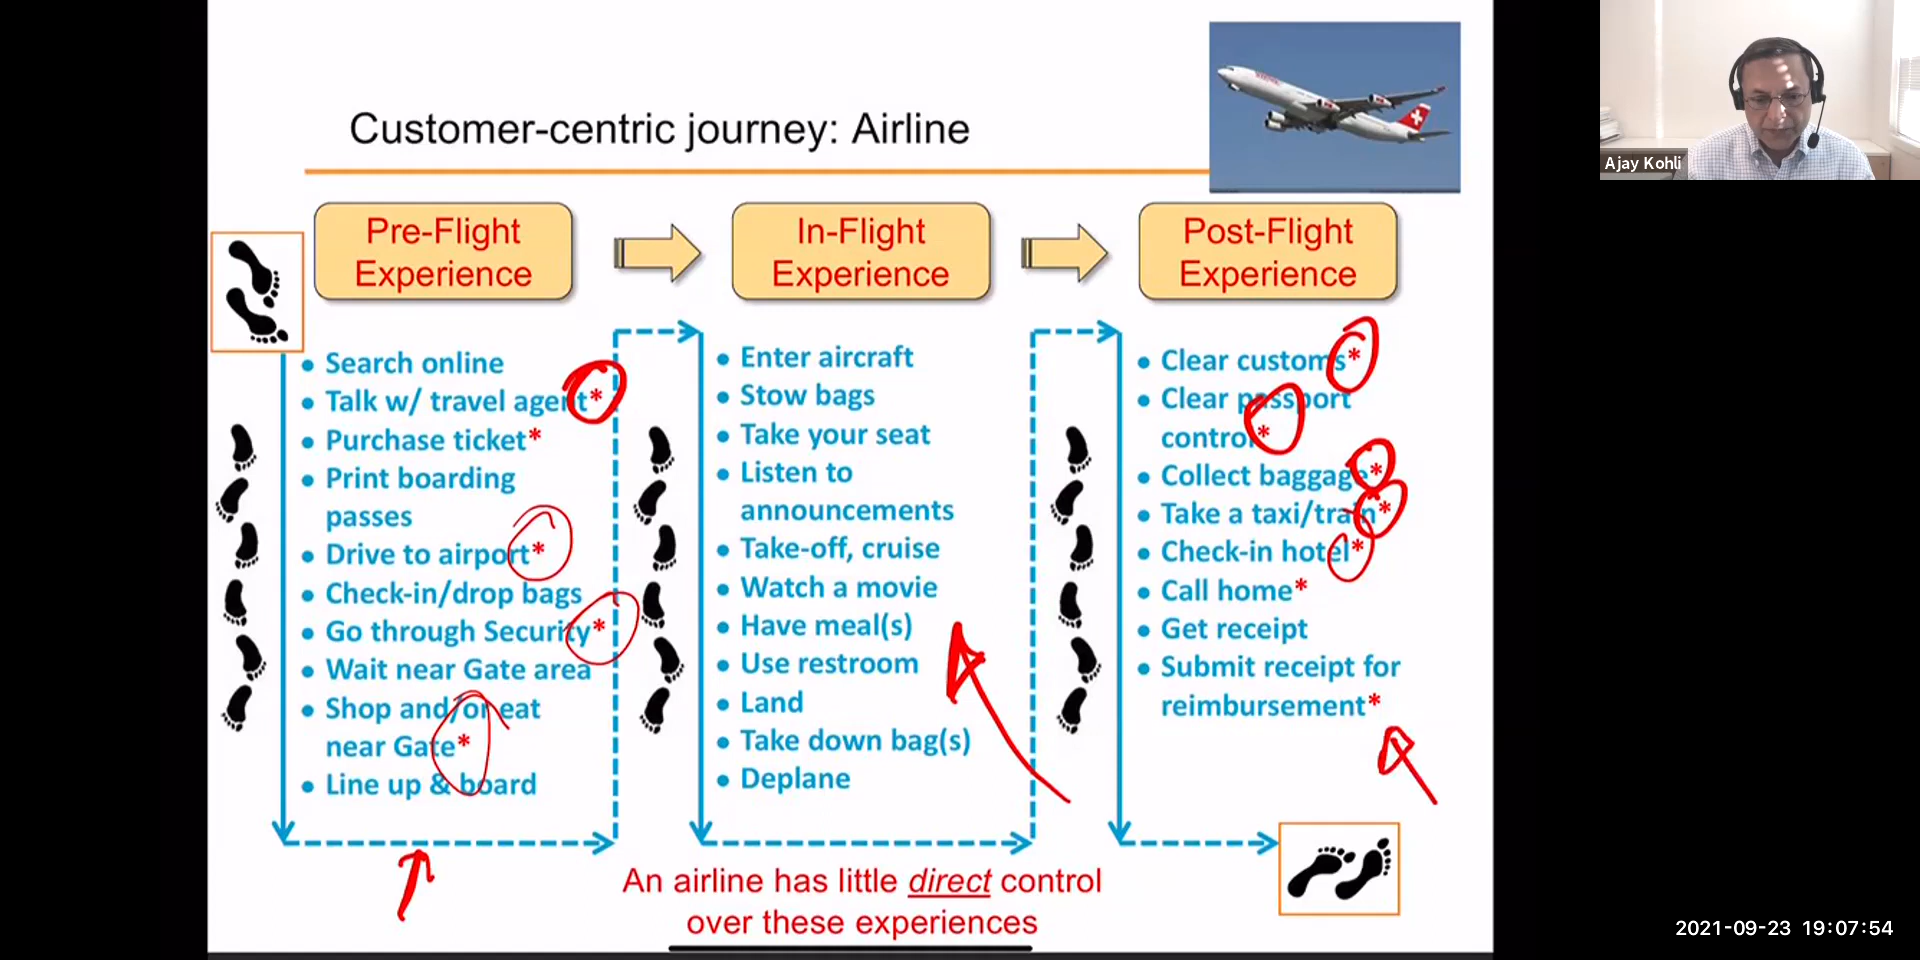 Customer-centric journey: Airline
Pre-Flight
Experience
In-Flight
Experience
Post-Flight
Experience
• Search online
• Talk w/ travel agent*
• Purchase ticket*
• Print boarding
passes
• Drive to airport*
• Check-in/drop bags
• Go through Security*
• Wait near Gate area
• Shop and/or eat
near Gate*
• Line up & board
• Enter aircraft
• Stow bags
• Take your seat
• Listen to
announcements
• Take-off, cruise
• Watch a movie
• Have meal(s)
• Use restroom
• Land
• Take down bag(s)
• Deplane
• Clear customs*
• Clear passport
control*
• Collect baggage*
• Take a taxi/train*
• Check-in hotel*
• Call home*
• Get receipt
• Submit receipt for
reimbursement*
An airline has little direct control
over these experiences
Ajay Kohli
2021-09-23 19:07:54